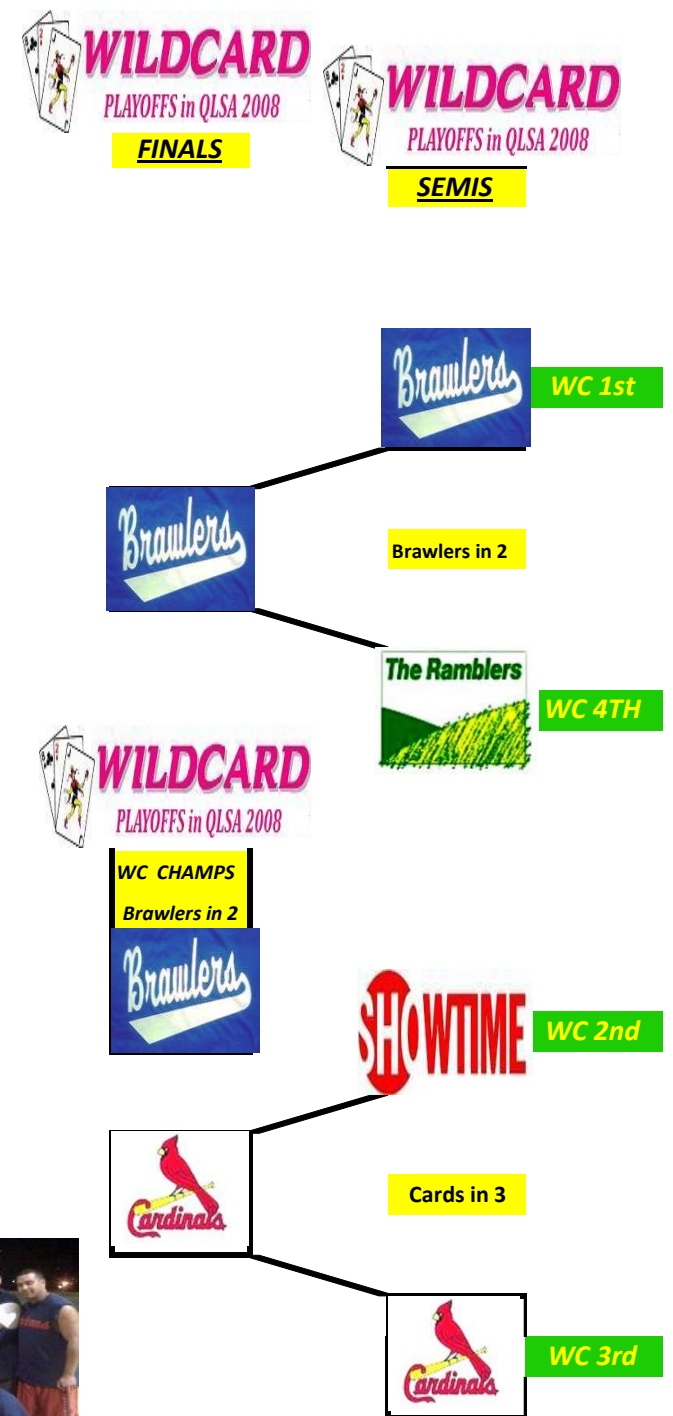 WILDCARD
PLAYOFFS in QLSA 2008
FINALS
WILDCARD
PLAYOFFS in QLSA 2008
SEMIS
Brawlers
WC 1st
Brawlers
Brawlers in 2
The Ramblers
WC 4TH
WILDCARD
PLAYOFFS in QLSA 2008
WC CHAMPS
Brawlers in 2
Brawlers
SHOWTIME
WC 2nd
Cardinals
Cards in 3
Cardinals
WC 3rd